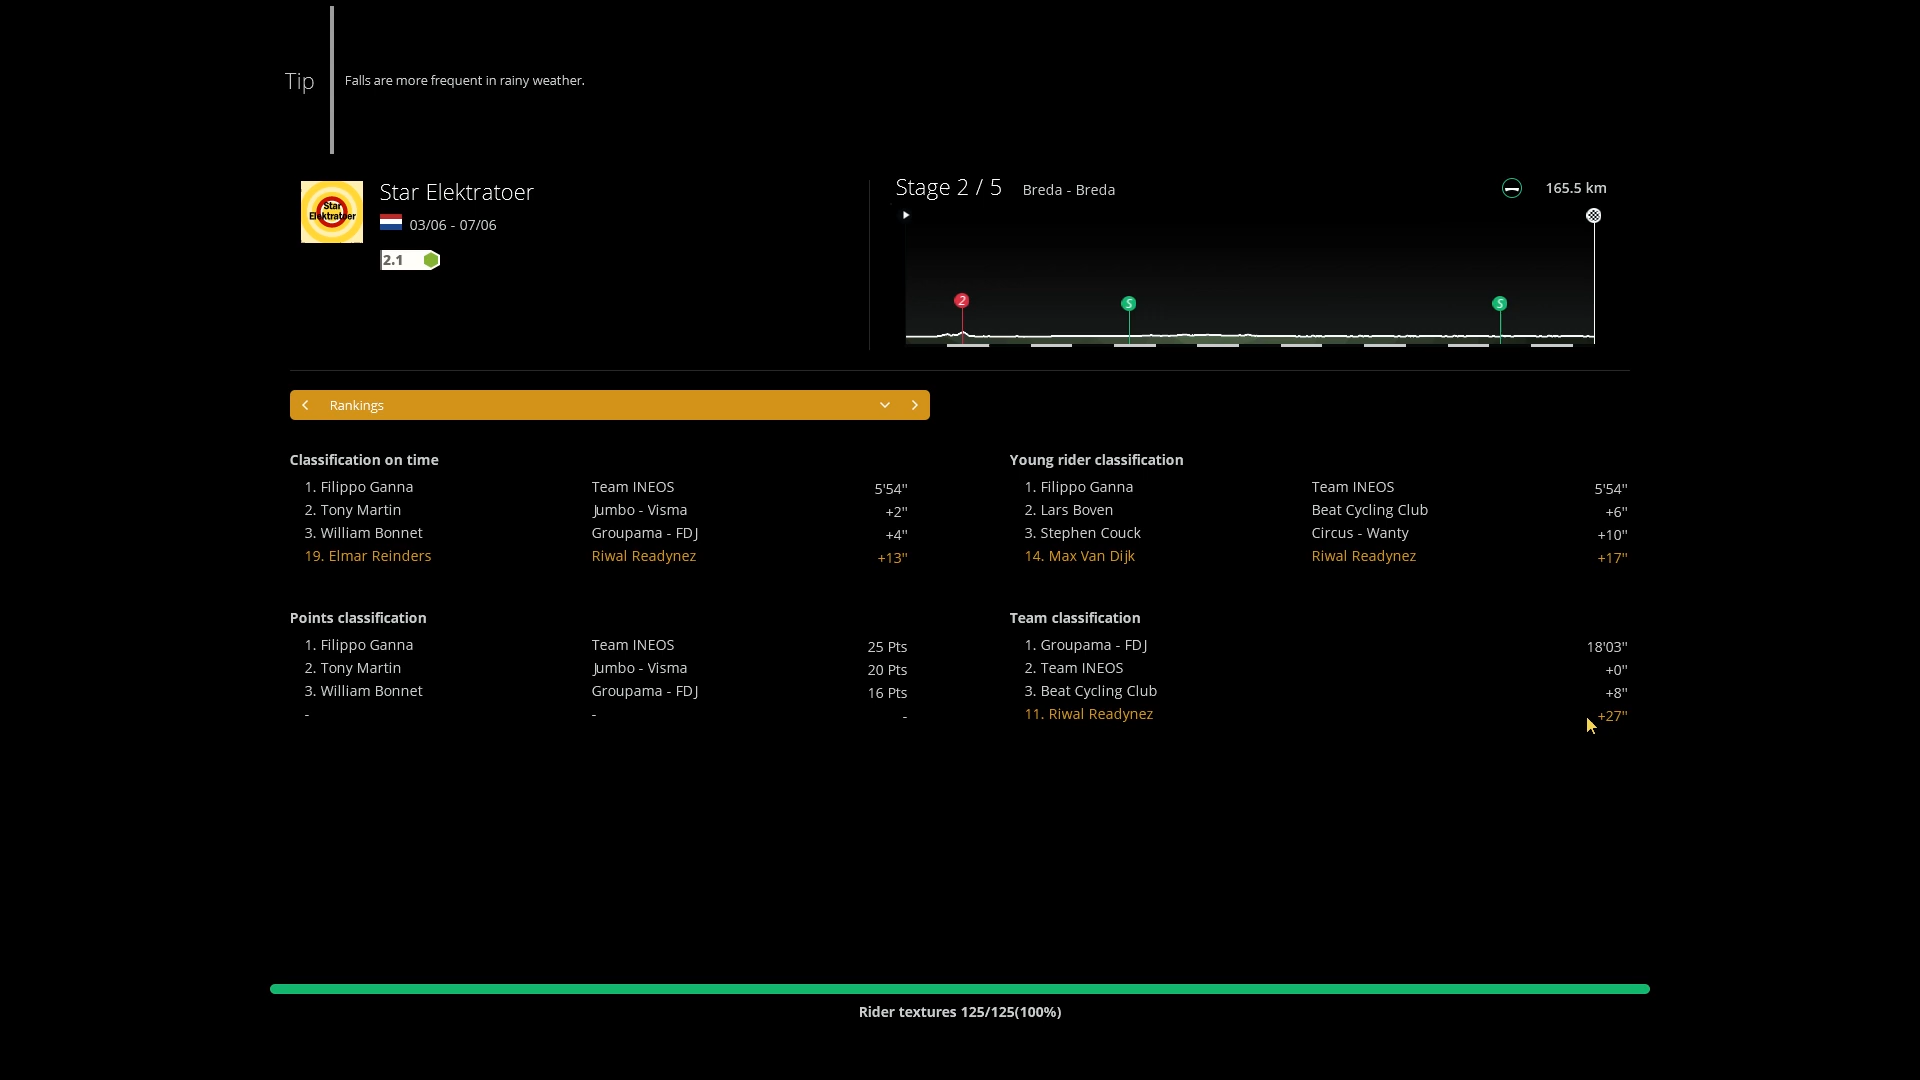 Tip
Falls are more frequent in rainy weather.
Star Elektratoer
Star Elektratoer
03/06 - 07/06
2.1
Stage 2 / 5 Breda - Breda 165.5 km
2
S
S
Rankings
Classification on time
1. Filippo Ganna Team INEOS 5'54''
2. Tony Martin Jumbo - Visma +2''
3. William Bonnet Groupama - FDJ +4''
19. Elmar Reinders Riwal Readynez +13''
Young rider classification
1. Filippo Ganna Team INEOS 5'54''
2. Lars Boven Beat Cycling Club +6''
3. Stephen Couck Circus - Wanty +10''
14. Max Van Dijk Riwal Readynez +17''
Points classification
1. Filippo Ganna Team INEOS 25 Pts
2. Tony Martin Jumbo - Visma 20 Pts
3. William Bonnet Groupama - FDJ 16 Pts
- - -
Team classification
1. Groupama - FDJ 18'03''
2. Team INEOS +0''
3. Beat Cycling Club +8''
11. Riwal Readynez +27''
Rider textures 125/125(100%)